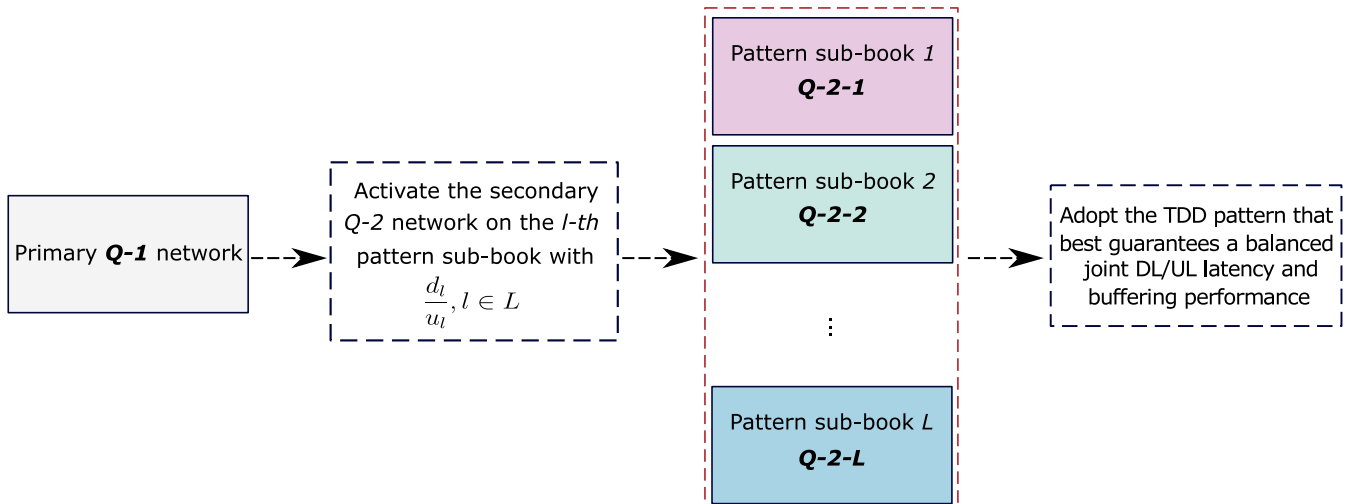 Primary Q-1 network
Activate the secondary
Q-2 network on the l-th
pattern sub-book with
d_l/u_l, l ∈ L
Pattern sub-book 1
Q-2-1
Pattern sub-book 2
Q-2-2
⋮
Pattern sub-book L
Q-2-L
Adopt the TDD pattern that
best guarantees a balanced
joint DL/UL latency and
buffering performance